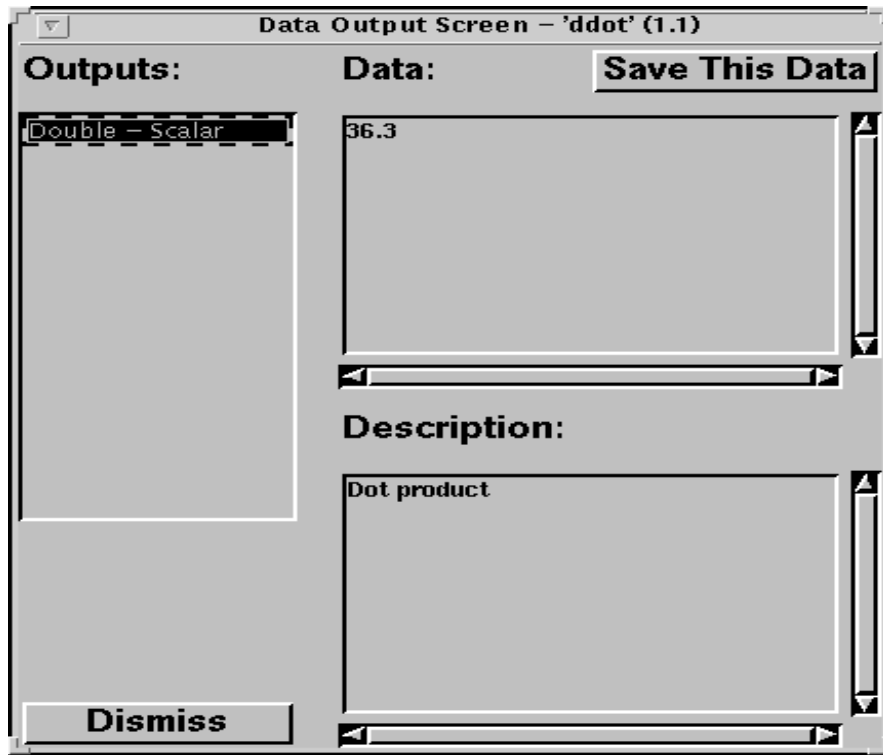 Data Output Screen – 'ddot' (1.1)
Outputs:
Data:
Save This Data
Double – Scalar
36.3
Description:
Dot product
Dismiss